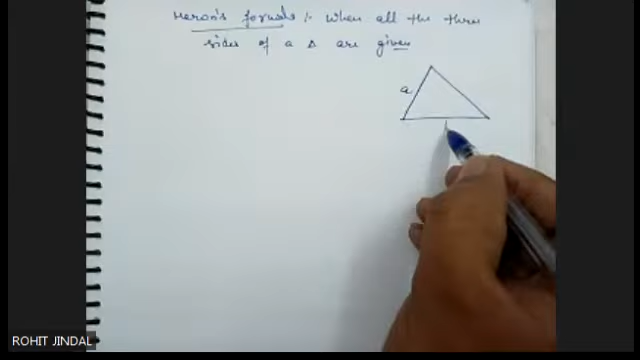 Heron's formula :- When all the three
sides of a Δ are given
a
ROHIT JINDAL